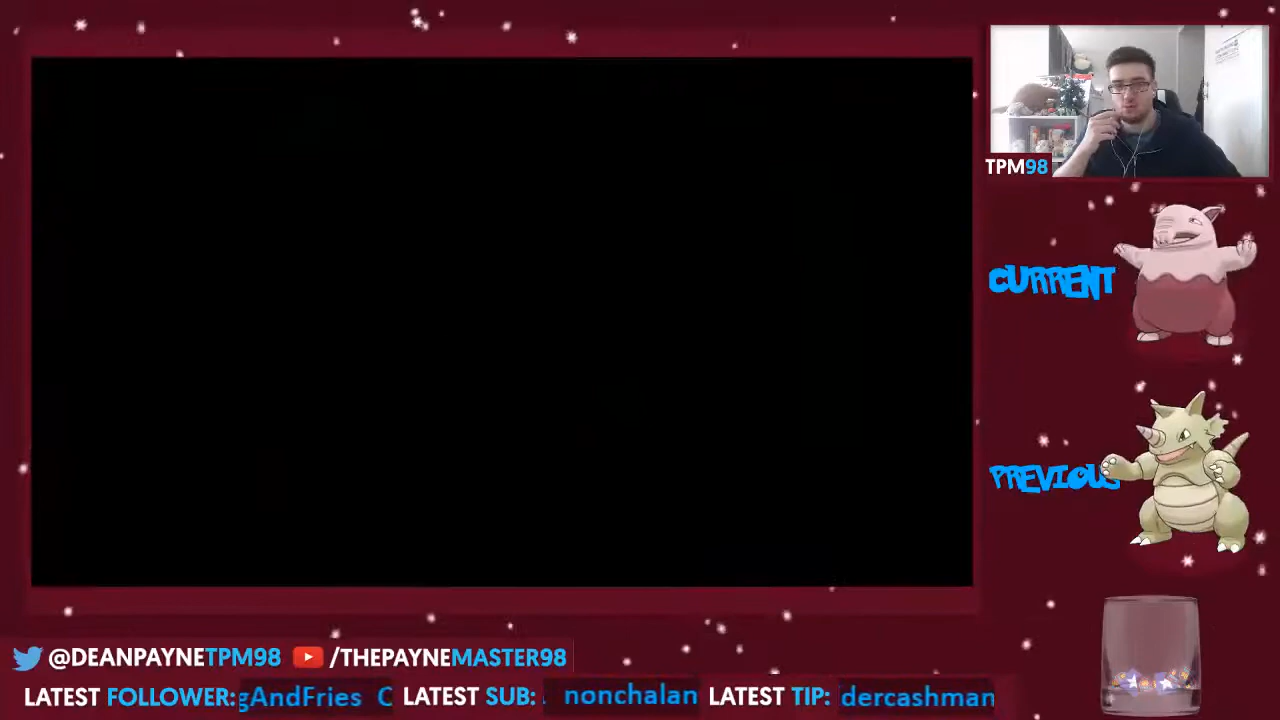 TPM98
CURRENT
PREVIOUS
@DEANPAYNETPM98 /THEPAYNEMASTER98
LATEST FOLLOWER: gAndFries C LATEST SUB: nonchalan LATEST TIP: dercashman